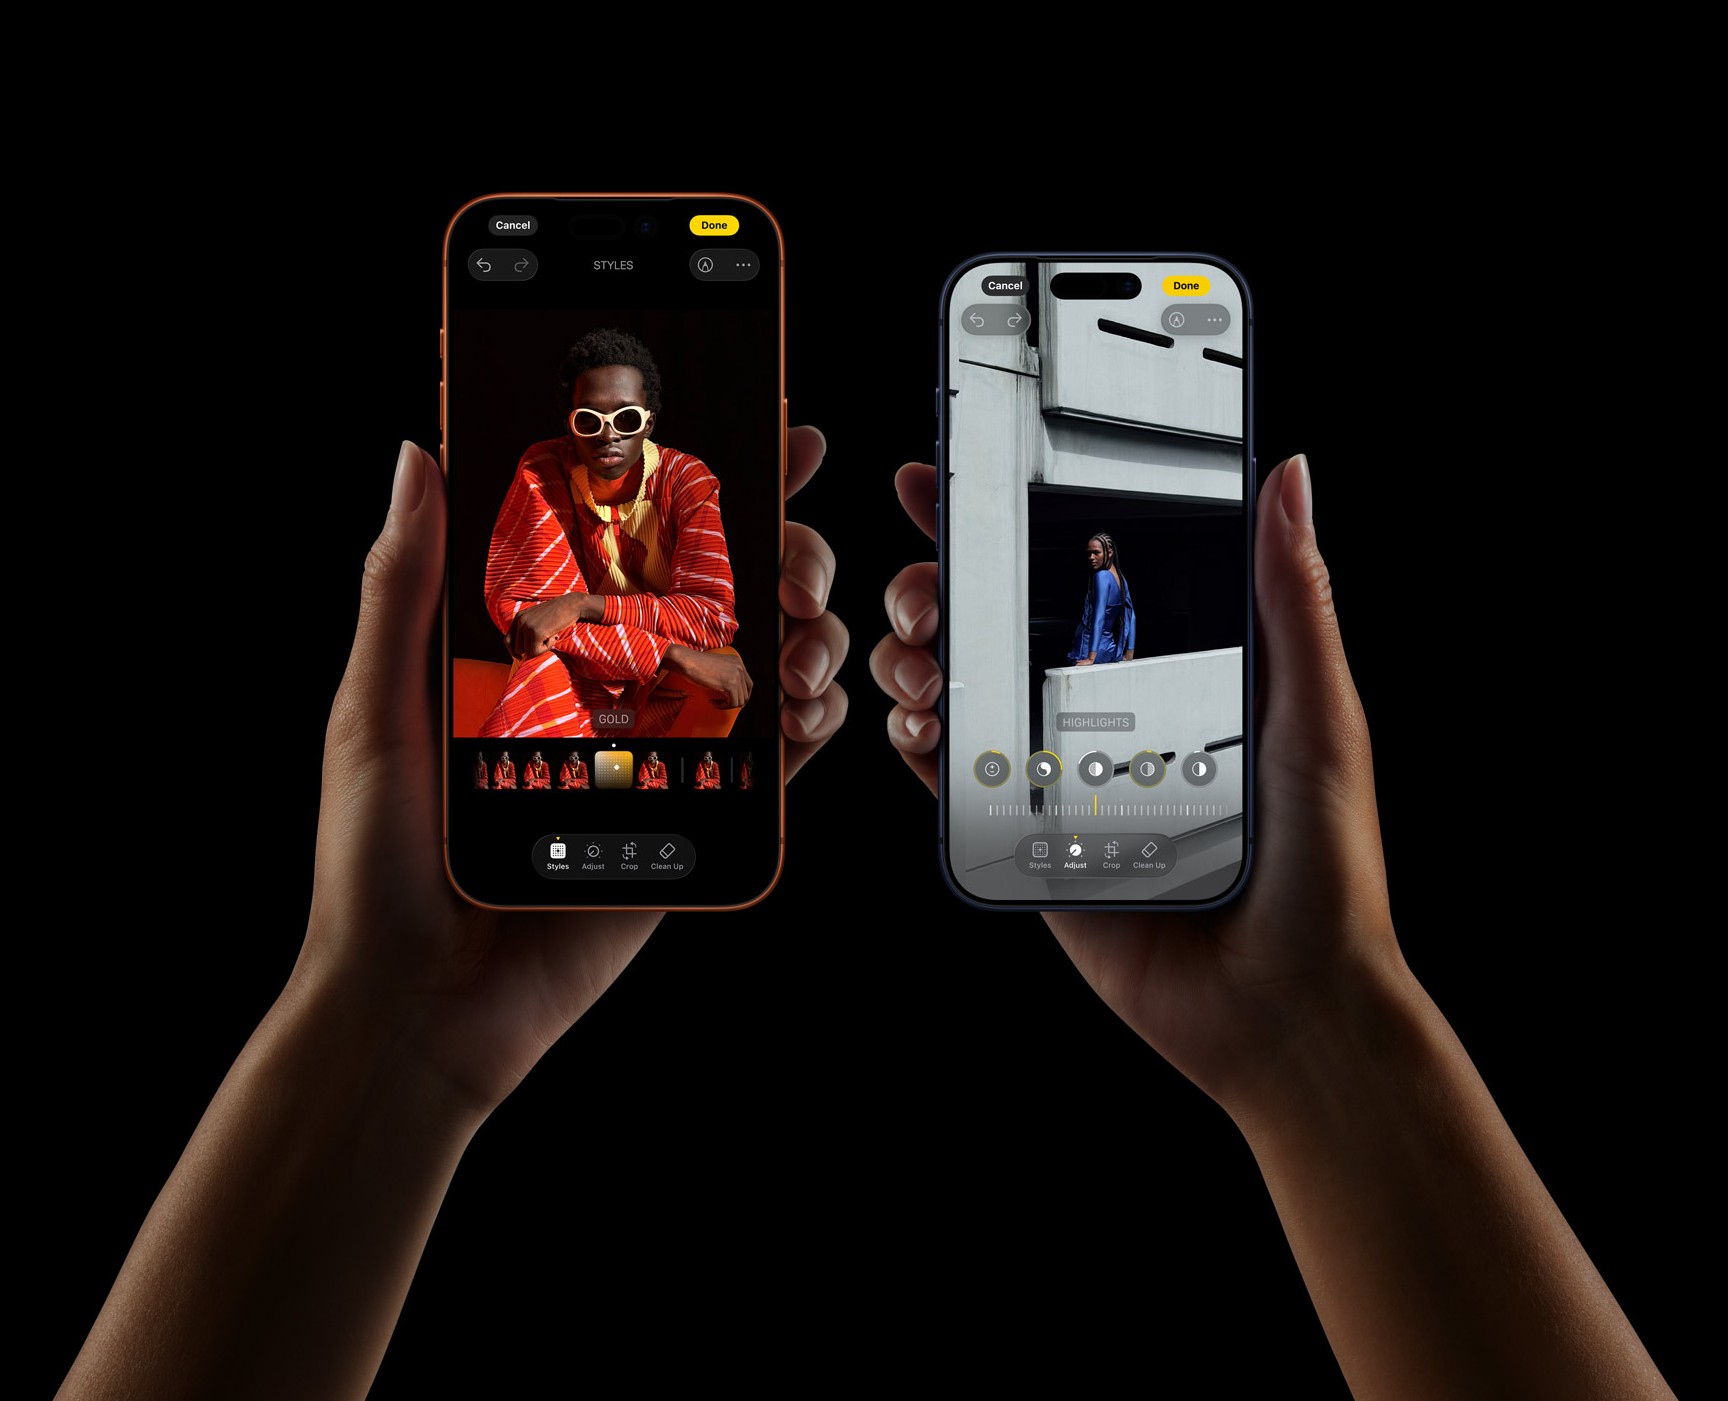 Cancel
Done
STYLES
GOLD
Styles
Adjust
Crop
Clean Up
Cancel
Done
HIGHLIGHTS
Styles
Adjust
Crop
Clean Up